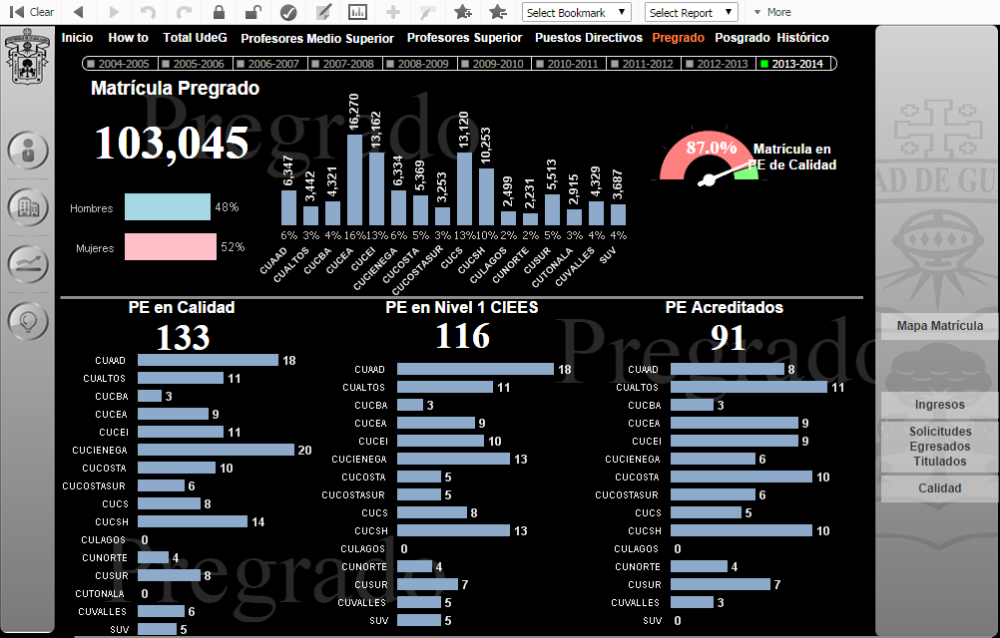 Clear Select Bookmark Select Report More
Inicio How to Total UdeG Profesores Medio Superior Profesores Superior Puestos Directivos Pregrado Posgrado Histórico
2004-2005 2005-2006 2006-2007 2007-2008 2008-2009 2009-2010 2010-2011 2011-2012 2012-2013 2013-2014
Matrícula Pregrado
103,045
Hombres 48%
Mujeres 52%
Pregrado
6,347 3,442 4,321 16,270 13,162 6,334 5,369 3,253 13,120 10,253 2,499 2,231 5,513 2,915 4,329 3,687
6% 3% 4% 16% 13% 6% 5% 3% 13% 10% 2% 2% 5% 3% 4% 4%
CUAAD CUALTOS CUCBA CUCEA CUCEI CUCIENEGA CUCOSTA CUCOSTASUR CUCS CUCSH CULAGOS CUNORTE CUSUR CUTONALA CUVALLES SUV
87.0%
Matrícula en
PE de Calidad
PE en Calidad
133
CUAAD 18
CUALTOS 11
CUCBA 3
CUCEA 9
CUCEI 11
CUCIENEGA 20
CUCOSTA 10
CUCOSTASUR 6
CUCS 8
CUCSH 14
CULAGOS 0
CUNORTE 4
CUSUR 8
CUTONALA 0
CUVALLES 6
SUV 5
Pregrado
PE en Nivel 1 CIEES
116
CUAAD 18
CUALTOS 11
CUCBA 3
CUCEA 9
CUCEI 10
CUCIENEGA 13
CUCOSTA 5
CUCOSTASUR 5
CUCS 8
CUCSH 13
CULAGOS 0
CUNORTE 4
CUSUR 7
CUVALLES 5
SUV 5
PE Acreditados
91
Pregrado
CUAAD 8
CUALTOS 11
CUCBA 3
CUCEA 9
CUCEI 9
CUCIENEGA 6
CUCOSTA 10
CUCOSTASUR 6
CUCS 5
CUCSH 10
CULAGOS 0
CUNORTE 4
CUSUR 7
CUVALLES 3
SUV 0
AD DE GU
Mapa Matrícula
Ingresos
Solicitudes
Egresados
Titulados
Calidad